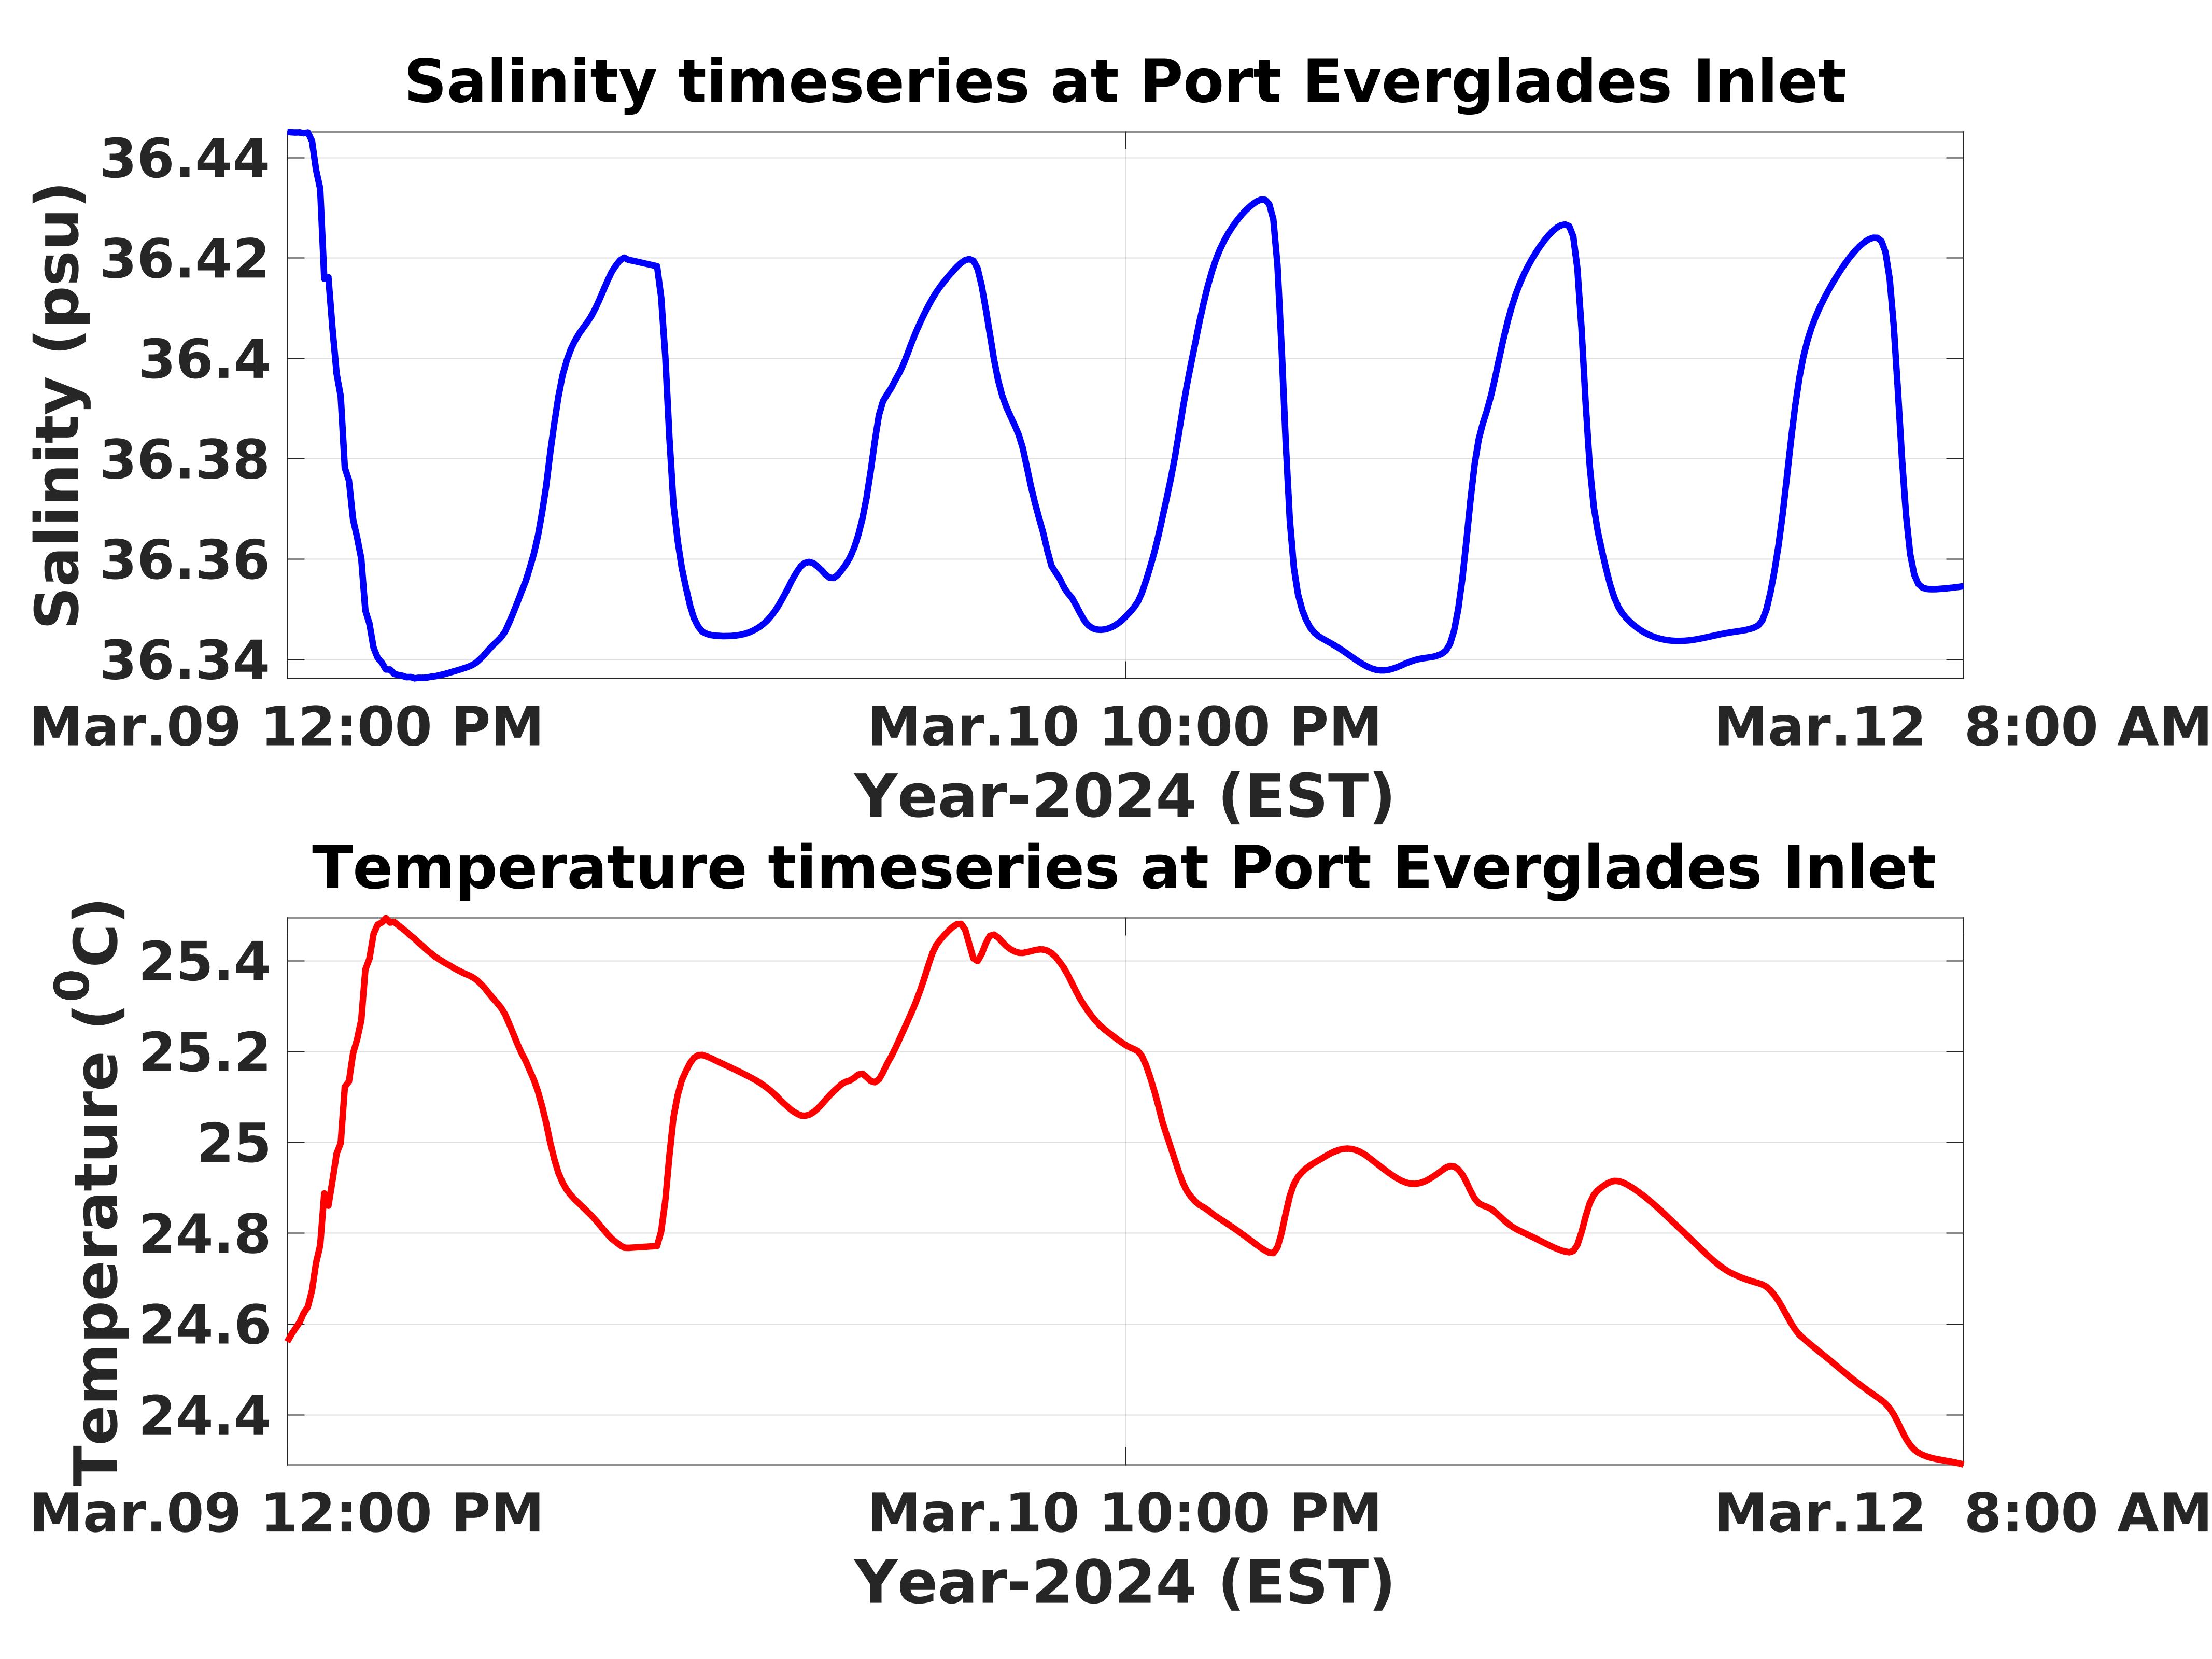 Salinity timeseries at Port Everglades Inlet
Salinity (psu)
36.44
36.42
36.4
36.38
36.36
36.34
Mar.09 12:00 PM Mar.10 10:00 PM Mar.12  8:00 AM
Year-2024 (EST)
Temperature timeseries at Port Everglades Inlet
Temperature (⁰C)
25.4
25.2
25
24.8
24.6
24.4
Mar.09 12:00 PM Mar.10 10:00 PM Mar.12  8:00 AM
Year-2024 (EST)